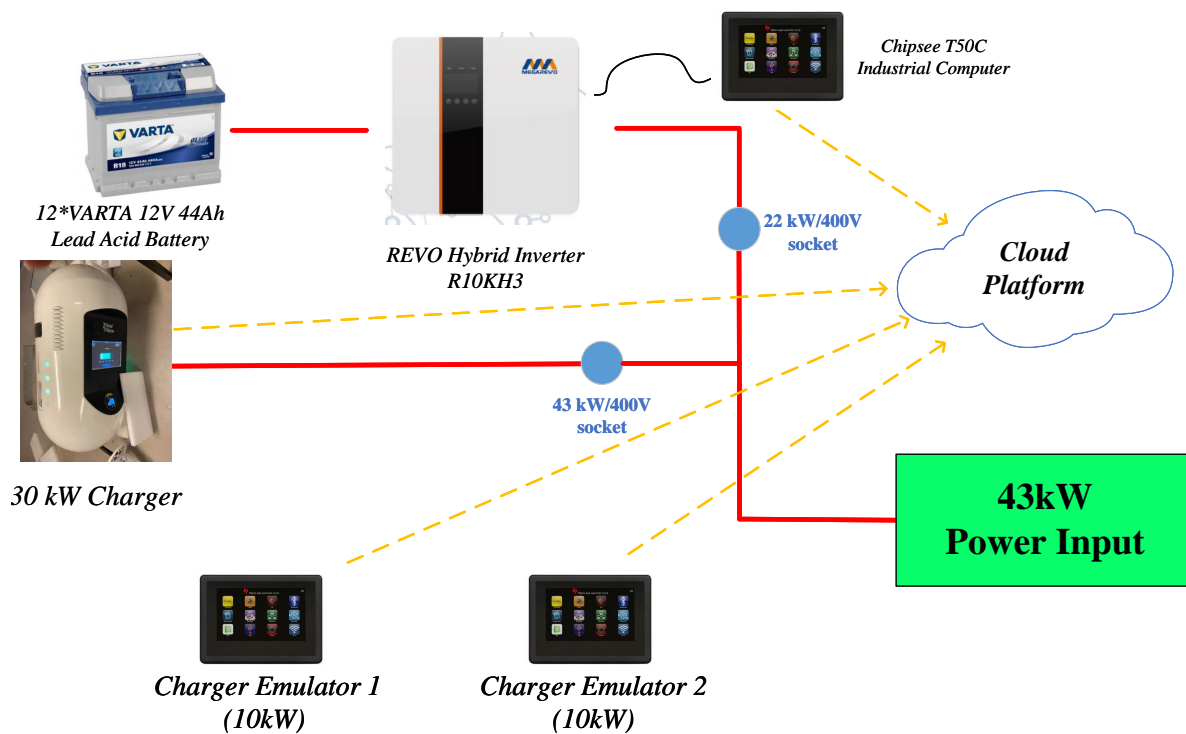 Chipsee T50C
Industrial Computer
MEGAREVO
VARTA
B18
12*VARTA 12V 44Ah
Lead Acid Battery
REVO Hybrid Inverter
R10KH3
22 kW/400V
socket
Cloud
Platform
43 kW/400V
socket
30 kW Charger
43kW
Power Input
Charger Emulator 1
(10kW)
Charger Emulator 2
(10kW)